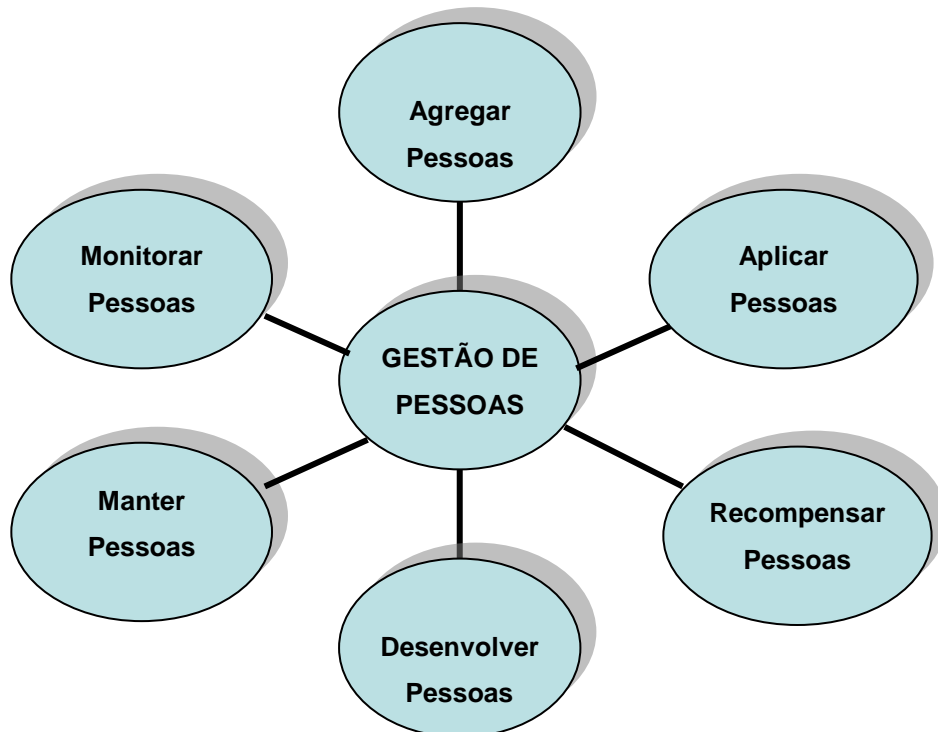 Agregar
Pessoas
Monitorar
Pessoas
Aplicar
Pessoas
GESTÃO DE
PESSOAS
Manter
Pessoas
Recompensar
Pessoas
Desenvolver
Pessoas